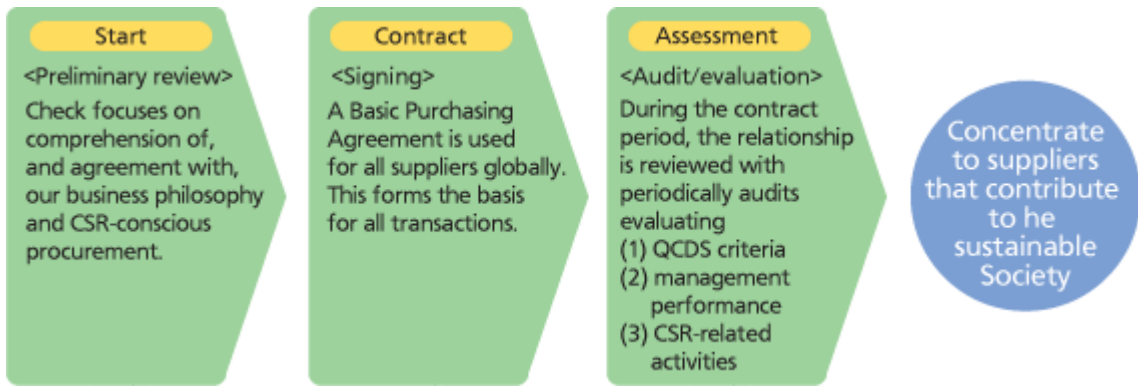 Start
<Preliminary review>
Check focuses on
comprehension of,
and agreement with,
our business philosophy
and CSR-conscious
procurement.
Contract
<Signing>
A Basic Purchasing
Agreement is used
for all suppliers globally.
This forms the basis
for all transactions.
Assessment
<Audit/evaluation>
During the contract
period, the relationship
is reviewed with
periodically audits
evaluating
(1) QCDS criteria
(2) management
performance
(3) CSR-related
activities
Concentrate
to suppliers
that contribute
to he
sustainable
Society